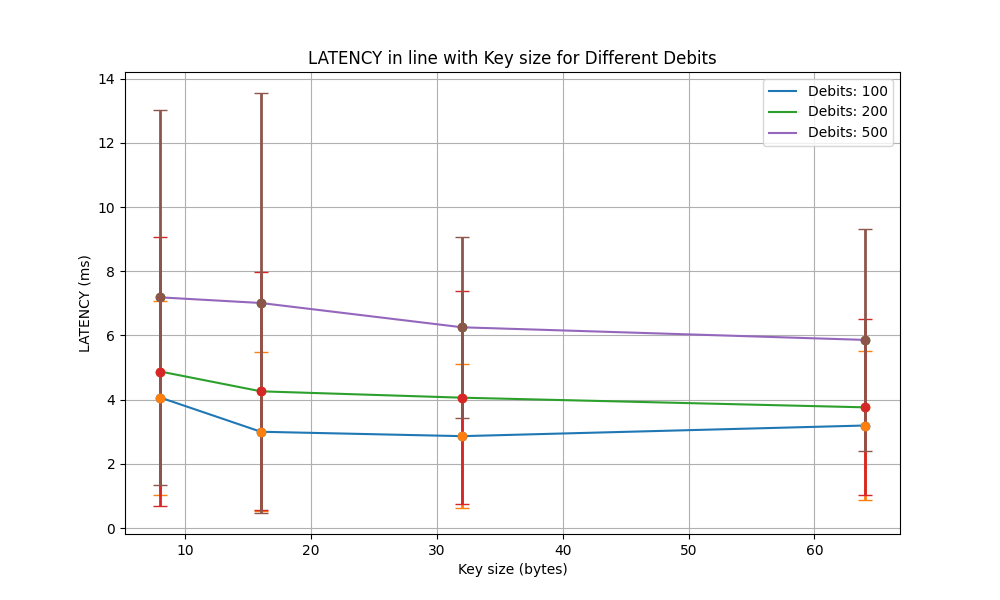 LATENCY in line with Key size for Different Debits
Debits: 100
Debits: 200
Debits: 500
LATENCY (ms)
14
12
10
8
6
4
2
0
10
20
30
40
50
60
Key size (bytes)